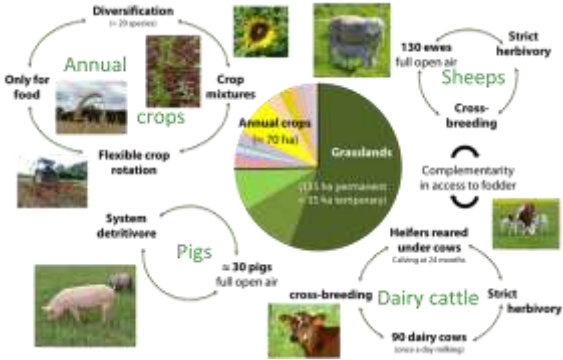 Diversification
(≈ 20 species)
Annual
crops
Only for
food
Crop
mixtures
Flexible crop
rotation
130 ewes
full open air
Strict
herbivory
Sheeps
Cross-
breeding
Annual crops
(≈ 70 ha)
Grasslands
ha permanent
ha temporary)
Complementarity
in access to fodder
System
detritivore
Pigs
≈ 30 pigs
full open air
Heifers reared
under cows
Calving at 24 months
cross-breeding
Dairy cattle
Strict
herbivory
90 dairy cows
(once a day milking)